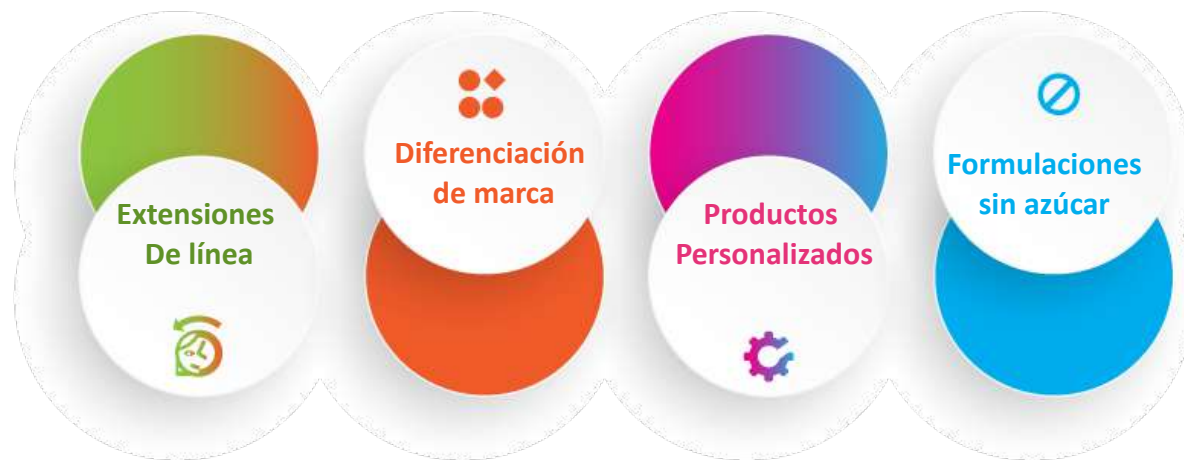 Extensiones
De línea
Diferenciación
de marca
Productos
Personalizados
Formulaciones
sin azúcar